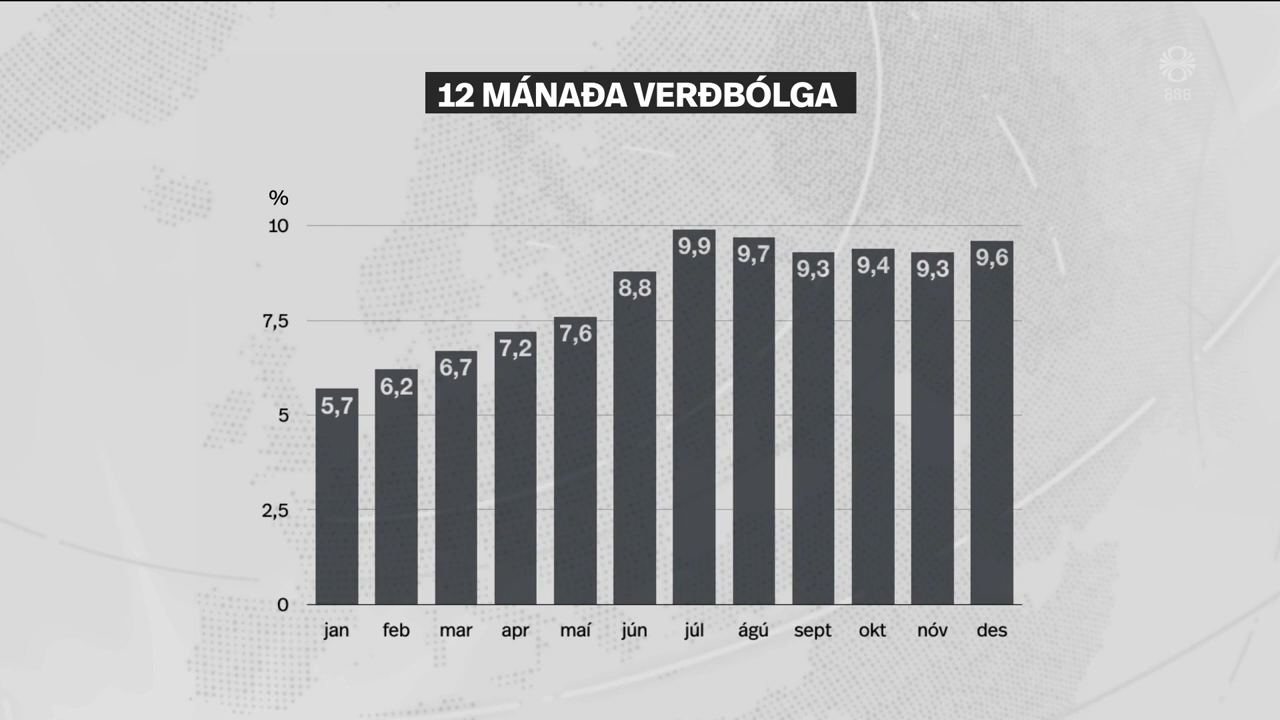 12 MÁNAÐA VERÐBÓLGA
888
%
10
7,5
5
2,5
0
5,7 6,2 6,7 7,2 7,6 8,8 9,9 9,7 9,3 9,4 9,3 9,6
jan feb mar apr maí jún júl ágú sept okt nóv des